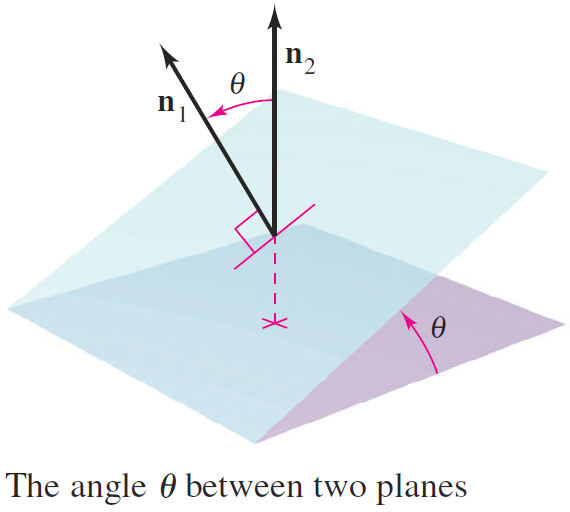 n₂
θ
n₁
θ
The angle θ between two planes